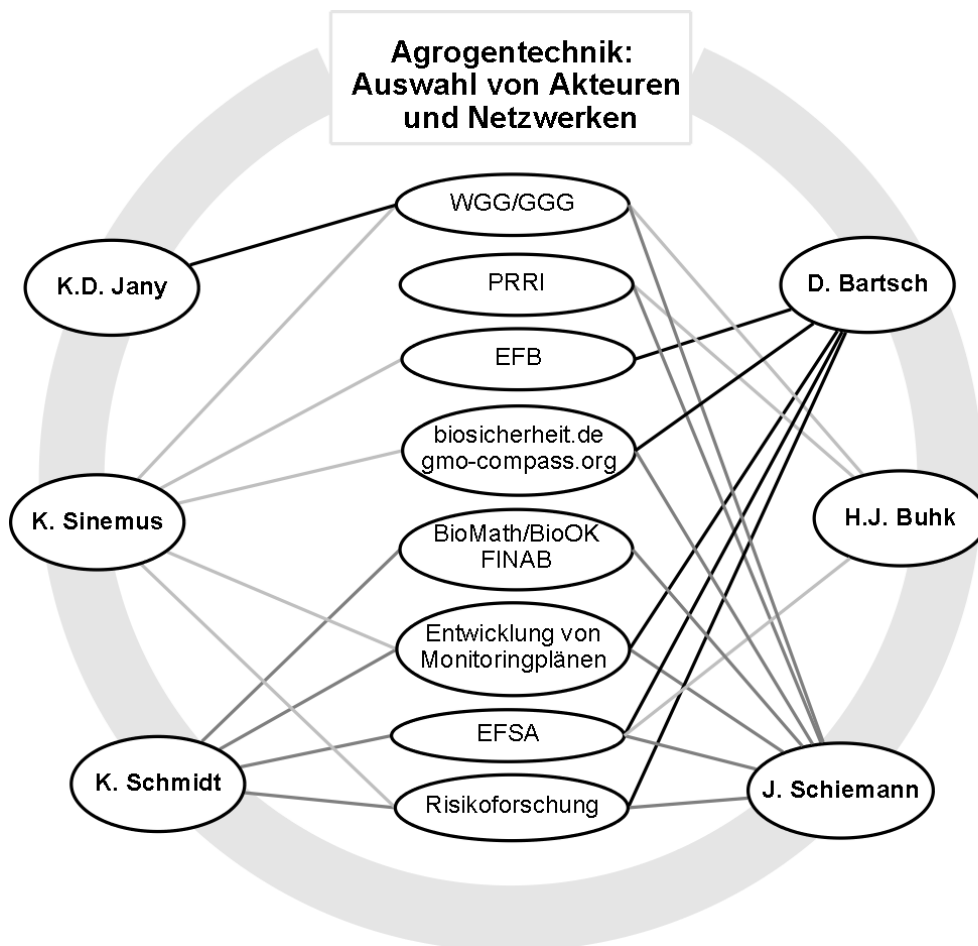 Agrogentechnik:
Auswahl von Akteuren
und Netzwerken
WGG/GGG
K.D. Jany
PRRI
D. Bartsch
EFB
biosicherheit.de
gmo-compass.org
K. Sinemus
H.J. Buhk
BioMath/BioOK
FINAB
Entwicklung von
Monitoringplänen
EFSA
K. Schmidt
J. Schiemann
Risikoforschung